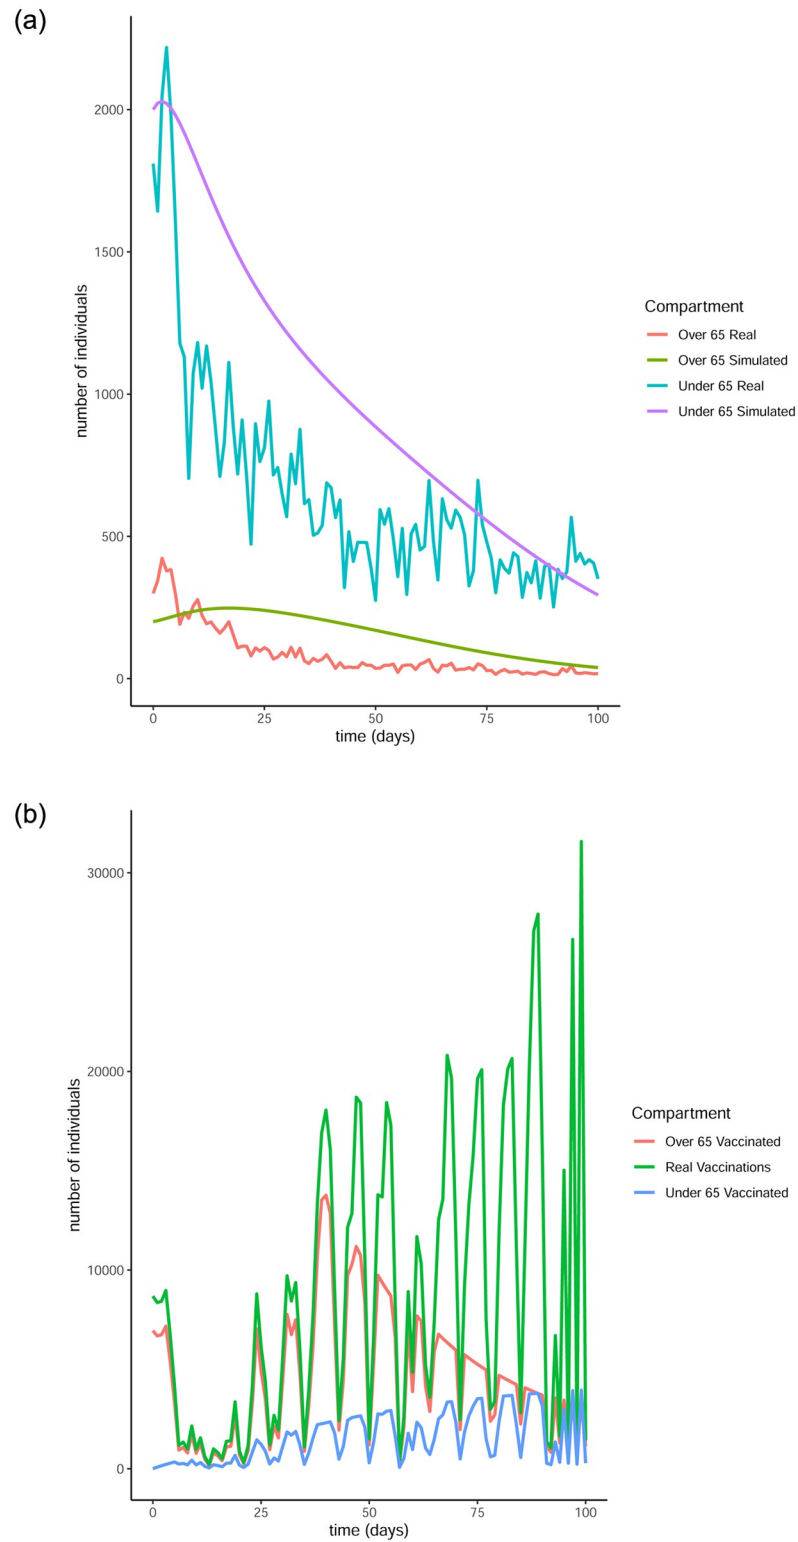 (a)
2000
1500
1000
500
0
number of individuals
0 25 50 75 100
time (days)
Compartment
Over 65 Real
Over 65 Simulated
Under 65 Real
Under 65 Simulated
(b)
30000
20000
10000
0
number of individuals
0 25 50 75 100
time (days)
Compartment
Over 65 Vaccinated
Real Vaccinations
Under 65 Vaccinated